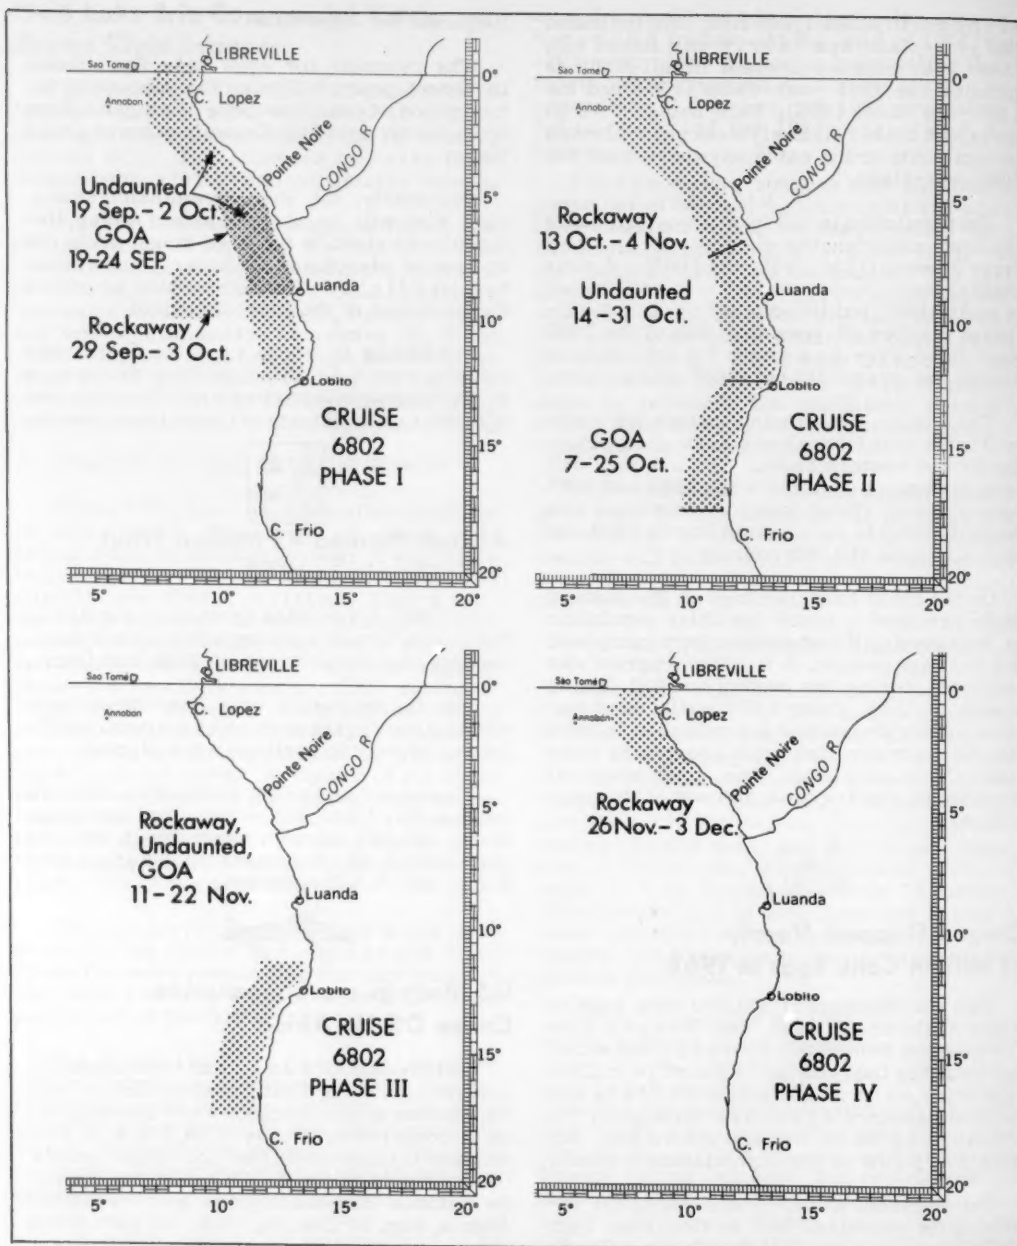 LIBREVILLE
Sao Tome
0°
Annobon
C. Lopez
Pointe Noire
CONGO R.
Undaunted
19 Sep. - 2 Oct.
5°
GOA
19-24 SEP.
Luanda
Rockaway
29 Sep. - 3 Oct.
10°
Lobito
CRUISE
6802
PHASE I
15°
C. Frio
20°
5° 10° 15° 20°
LIBREVILLE
Sao Tomé
0°
Annobon
C. Lopez
Pointe Noire
CONGO R
Rockaway
13 Oct. - 4 Nov.
5°
Undaunted
14 - 31 Oct.
Luanda
10°
Lobito
GOA
7-25 Oct.
CRUISE
6802
PHASE II
15°
C. Frio
20°
5° 10° 15° 20°
LIBREVILLE
Sao Tomé
0°
Annobon
C. Lopez
Pointe Noire
CONGO R.
5°
Rockaway,
Undaunted,
GOA
11 - 22 Nov.
Luanda
10°
Lobito
CRUISE
6802
PHASE III
15°
C. Frio
20°
5° 10° 15° 20°
LIBREVILLE
Sao Tomé
0°
Annobon
C. Lopez
Pointe Noire
CONGO R.
Rockaway
26 Nov. - 3 Dec.
5°
Luanda
10°
Lobito
CRUISE
6802
PHASE IV
15°
C. Frio
20°
5° 10° 15° 20°